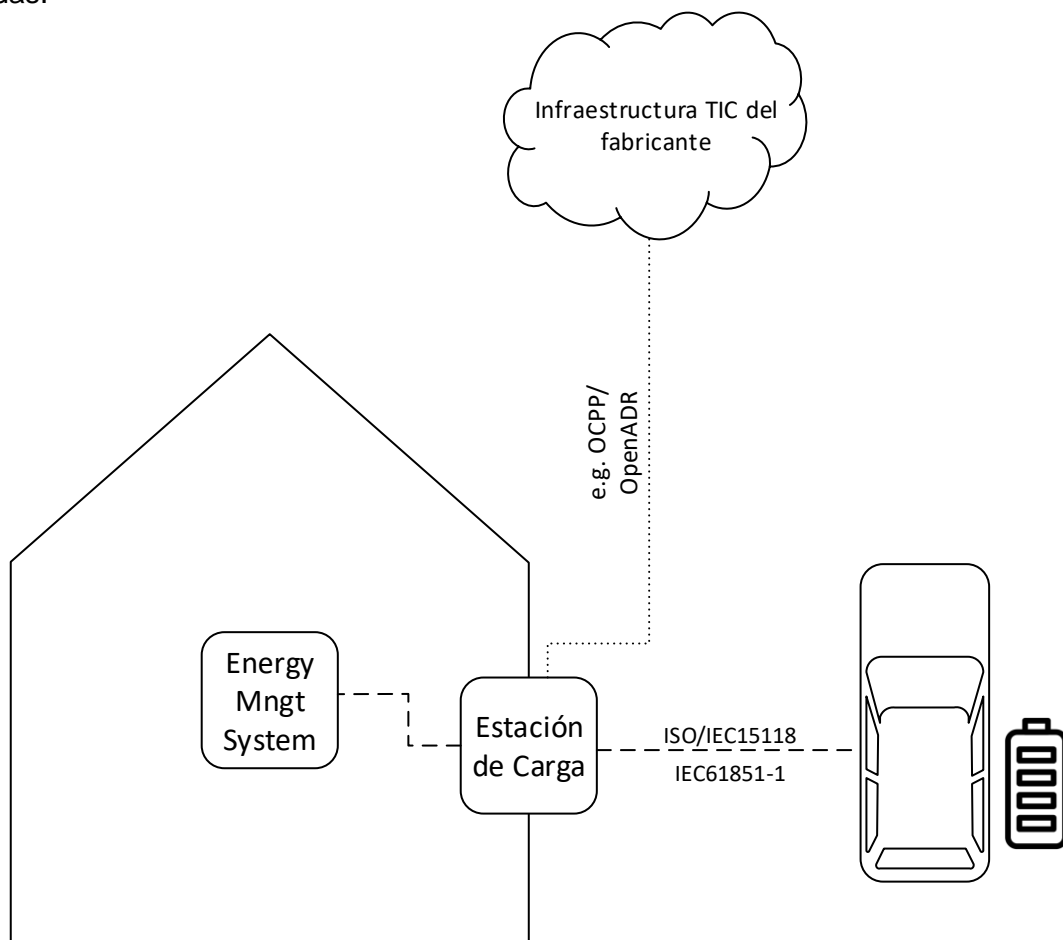 Infraestructura TIC del
fabricante
e.g. OCPP/
OpenADR
Energy
Mngt
System
Estación
de Carga
ISO/IEC15118
IEC61851-1